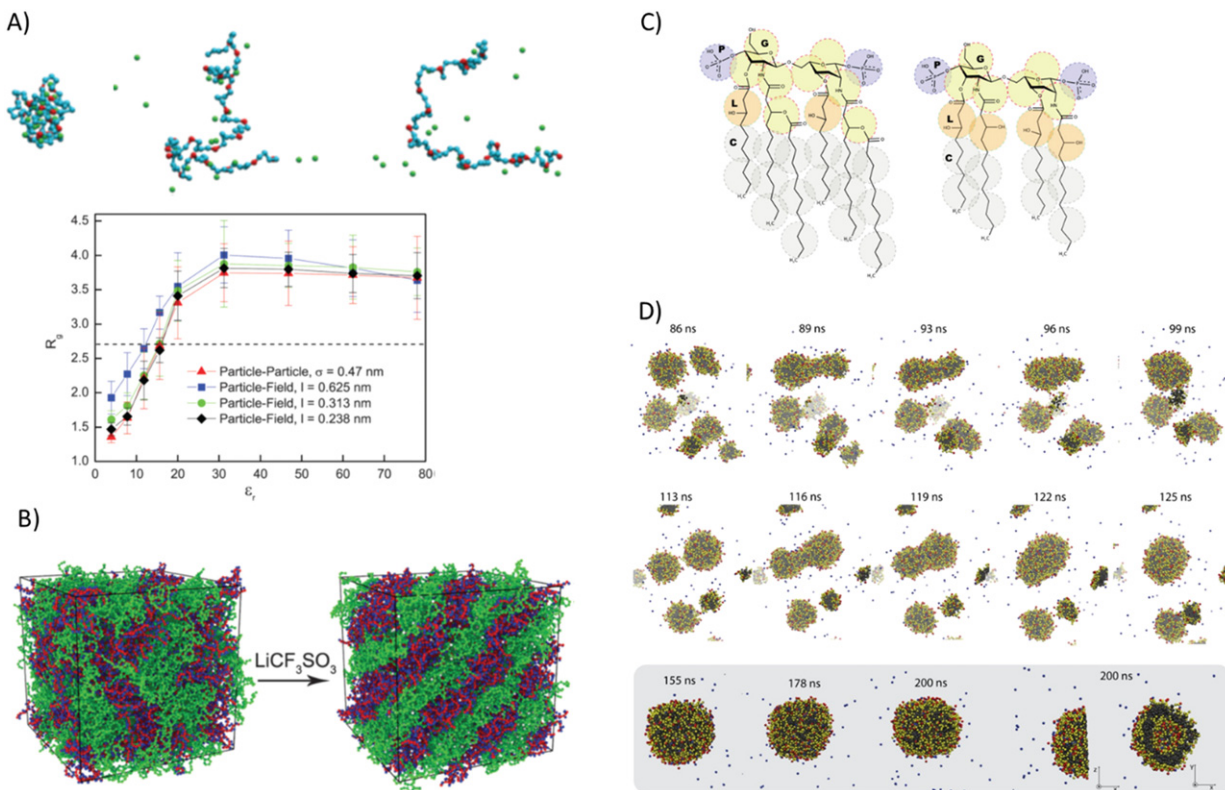 A)
4.5
4.0
3.5
3.0
2.5
2.0
1.5
1.0
R_g
Particle-Particle, σ = 0.47 nm
Particle-Field, l = 0.625 nm
Particle-Field, l = 0.313 nm
Particle-Field, l = 0.238 nm
0 10 20 30 40 50 60 70 80
ε_r
B)
LiCF₃SO₃
C)
P G
L
C
P G
L
C
D)
86 ns 89 ns 93 ns 96 ns 99 ns
113 ns 116 ns 119 ns 122 ns 125 ns
155 ns 178 ns 200 ns 200 ns
z
y